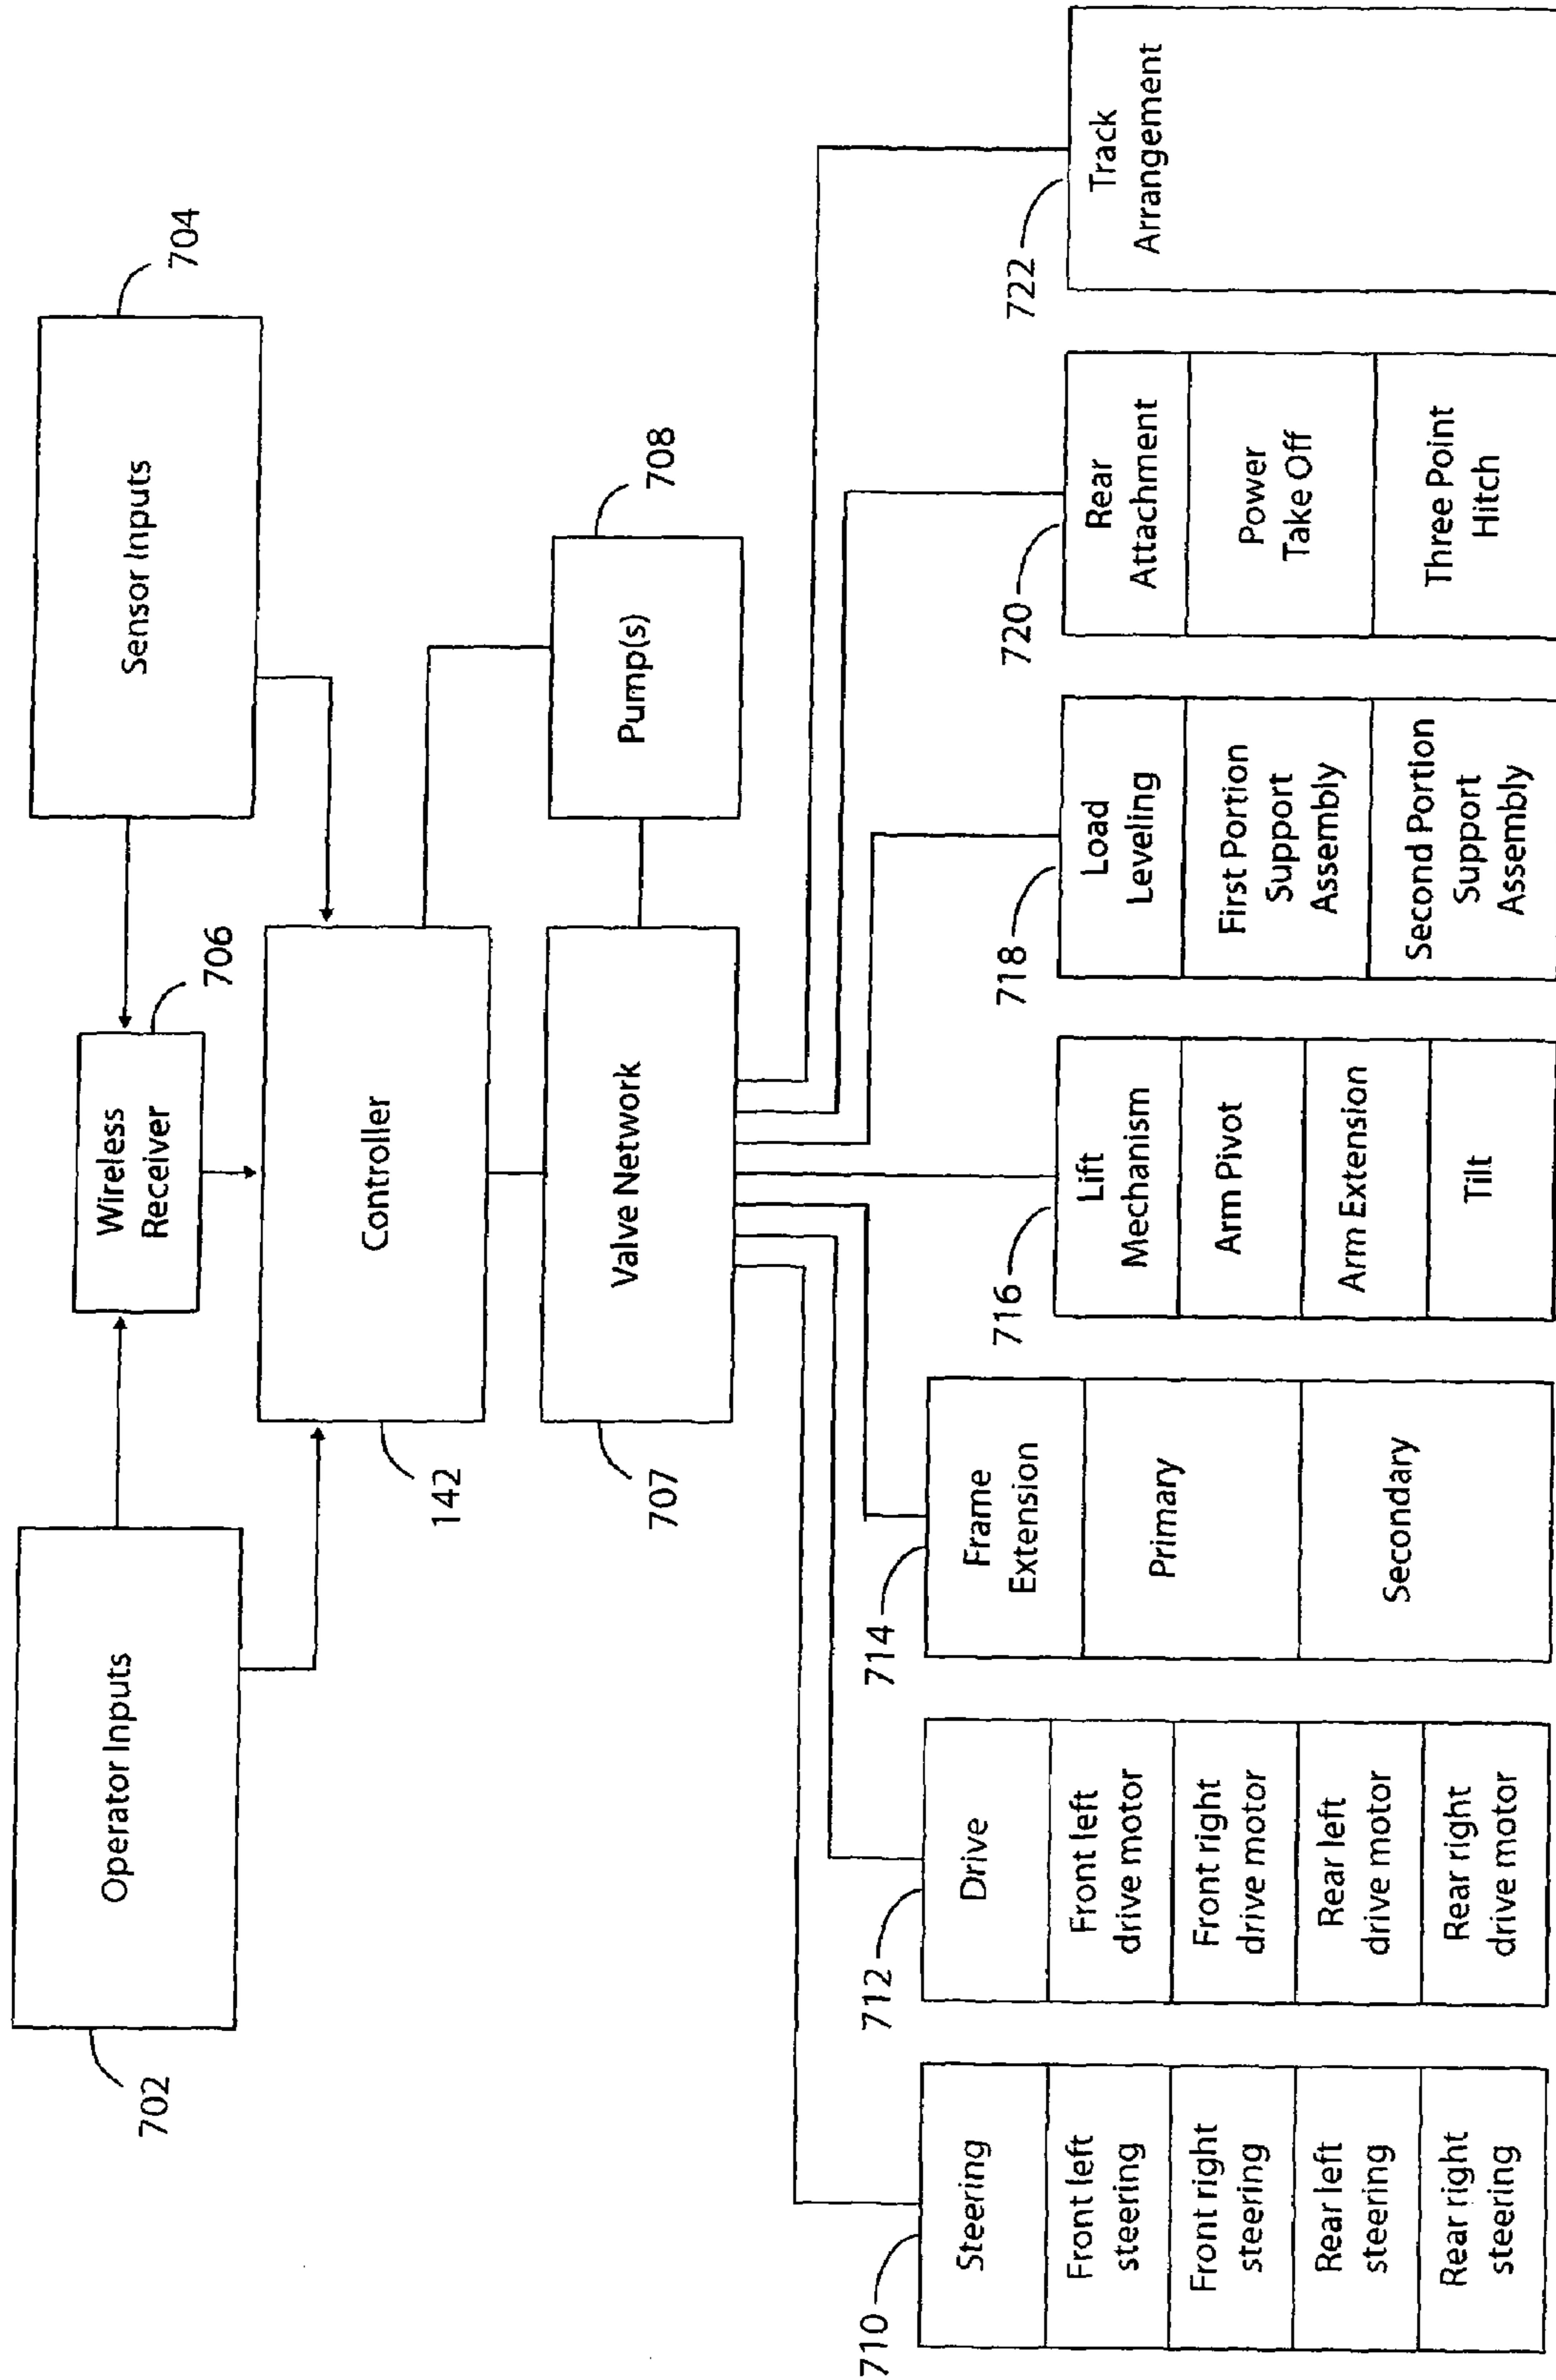 702
Operator Inputs
Sensor Inputs
704
Wireless
Receiver
706
Controller
142
Valve Network
707
Pump(s)
708
710
Steering
Front left
steering
Front right
steering
Rear left
steering
Rear right
steering
712
Drive
Front left
drive motor
Front right
drive motor
Rear left
drive motor
Rear right
drive motor
714
Frame
Extension
Primary
Secondary
716
Lift
Mechanism
Arm Pivot
Arm Extension
Tilt
718
Load
Leveling
First Portion
Support
Assembly
Second Portion
Support
Assembly
720
Rear
Attachment
Power
Take Off
Three Point
Hitch
722
Track
Arrangement